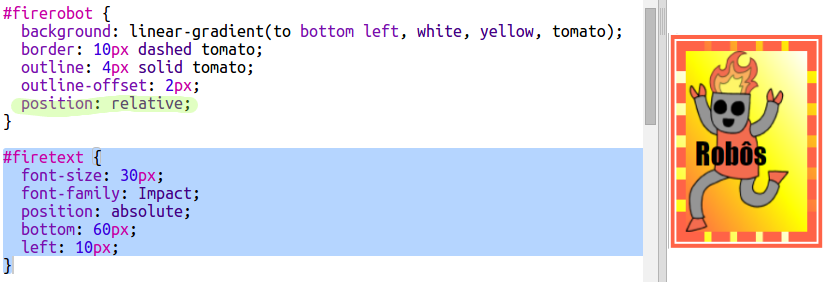 #firerobot {
background: linear-gradient(to bottom left, white, yellow, tomato);
border: 10px dashed tomato;
outline: 4px solid tomato;
outline-offset: 2px;
position: relative;
}
#firetext {
font-size: 30px;
font-family: Impact;
position: absolute;
bottom: 60px;
left: 10px;
}
Robôs